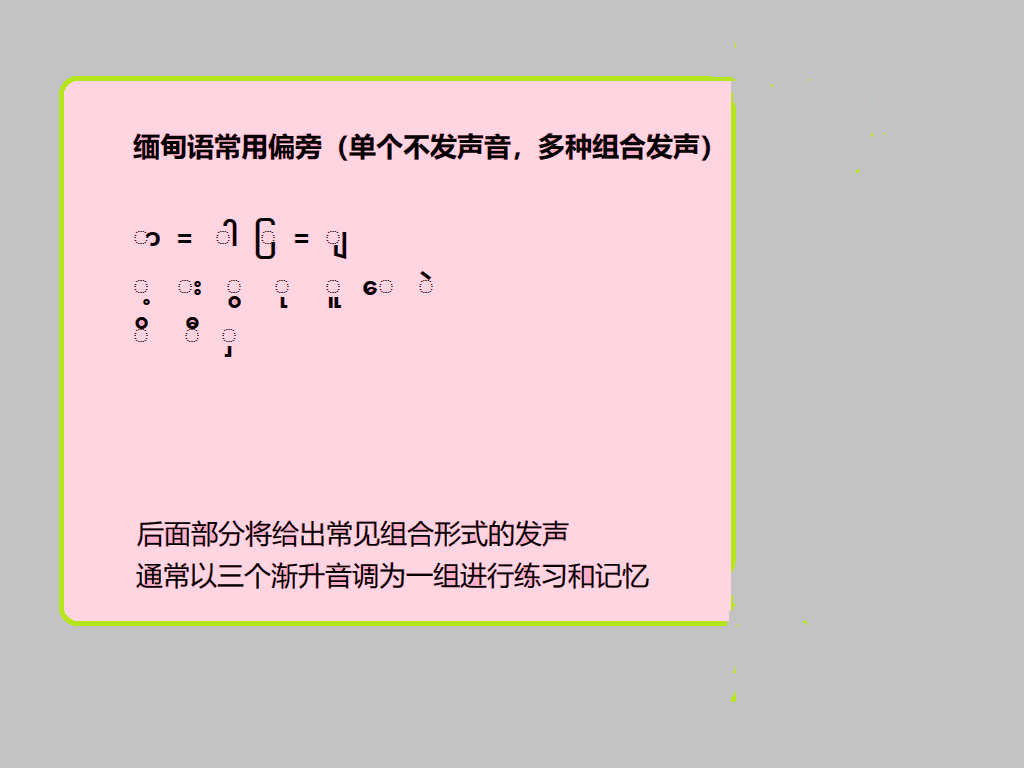 缅甸语常用偏旁（单个不发声音，多种组合发声）
ာ = ါ ြ = ျ
့ း ွ ု ူ ေ ဲ
ိ ီ ှ
后面部分将给出常见组合形式的发声
通常以三个渐升音调为一组进行练习和记忆